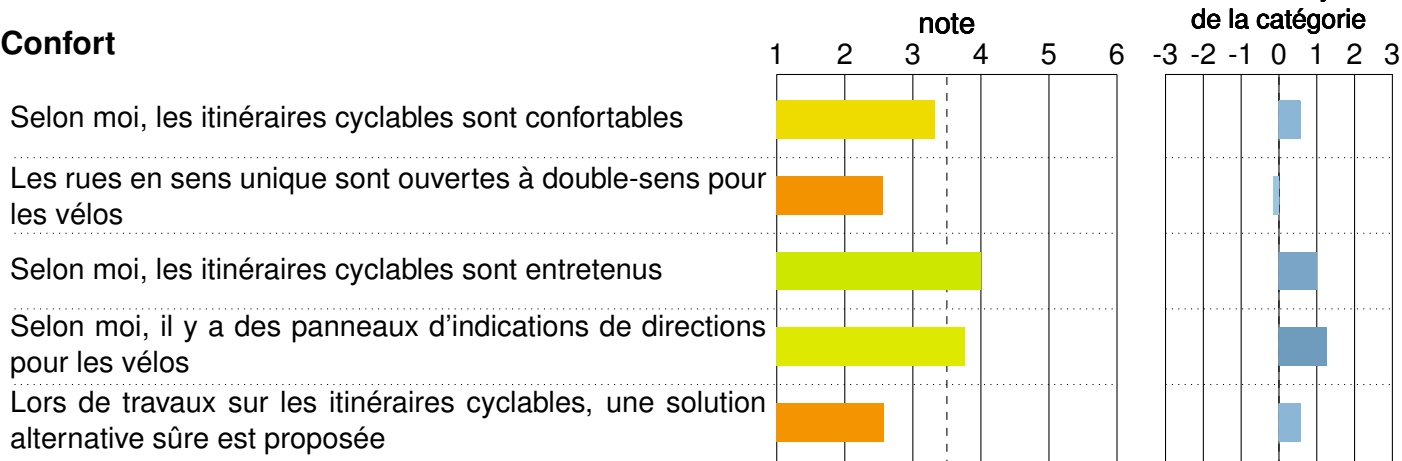 note
de la catégorie
Confort
1 2 3 4 5 6 -3 -2 -1 0 1 2 3
Selon moi, les itinéraires cyclables sont confortables
Les rues en sens unique sont ouvertes à double-sens pour
les vélos
Selon moi, les itinéraires cyclables sont entretenus
Selon moi, il y a des panneaux d'indications de directions
pour les vélos
Lors de travaux sur les itinéraires cyclables, une solution
alternative sûre est proposée